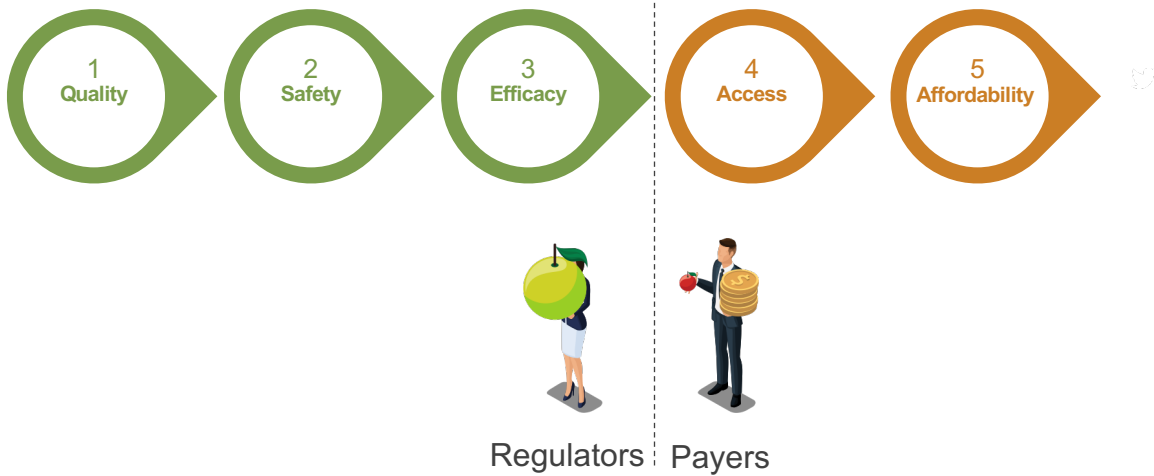 1
Quality
2
Safety
3
Efficacy
4
Access
5
Affordability
$
Regulators
Payers